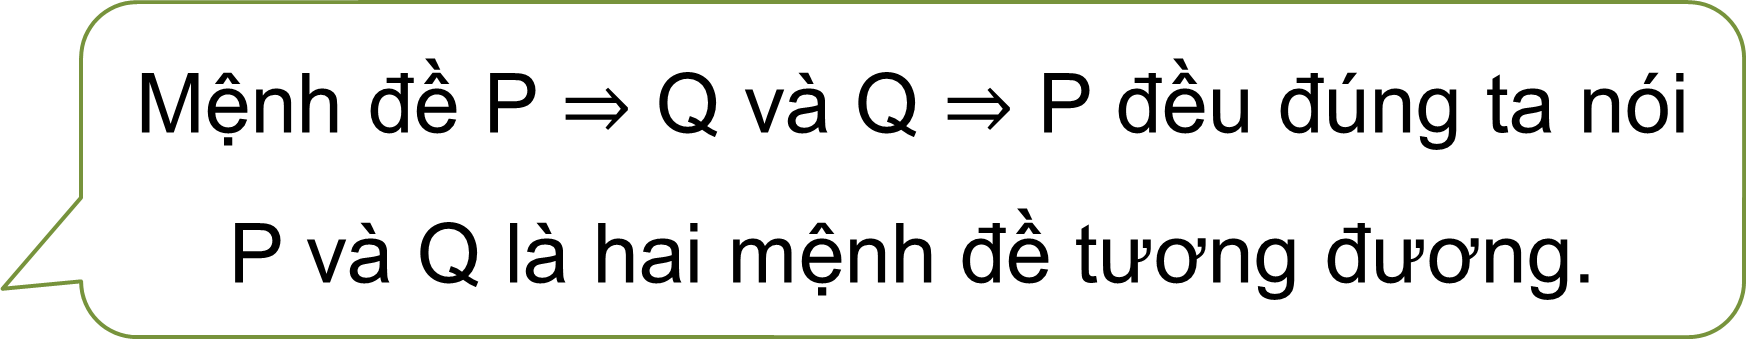 Mệnh đề P ⇒ Q và Q ⇒ P đều đúng ta nói
P và Q là hai mệnh đề tương đương.